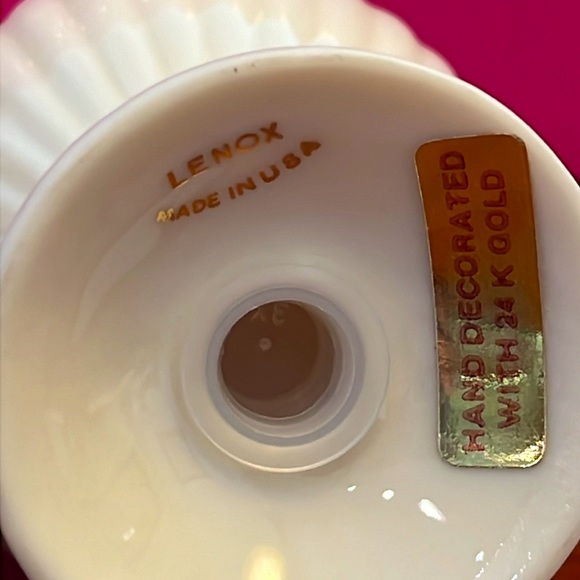 LENOX
MADE IN USA
HAND DECORATED
WITH 24 K GOLD